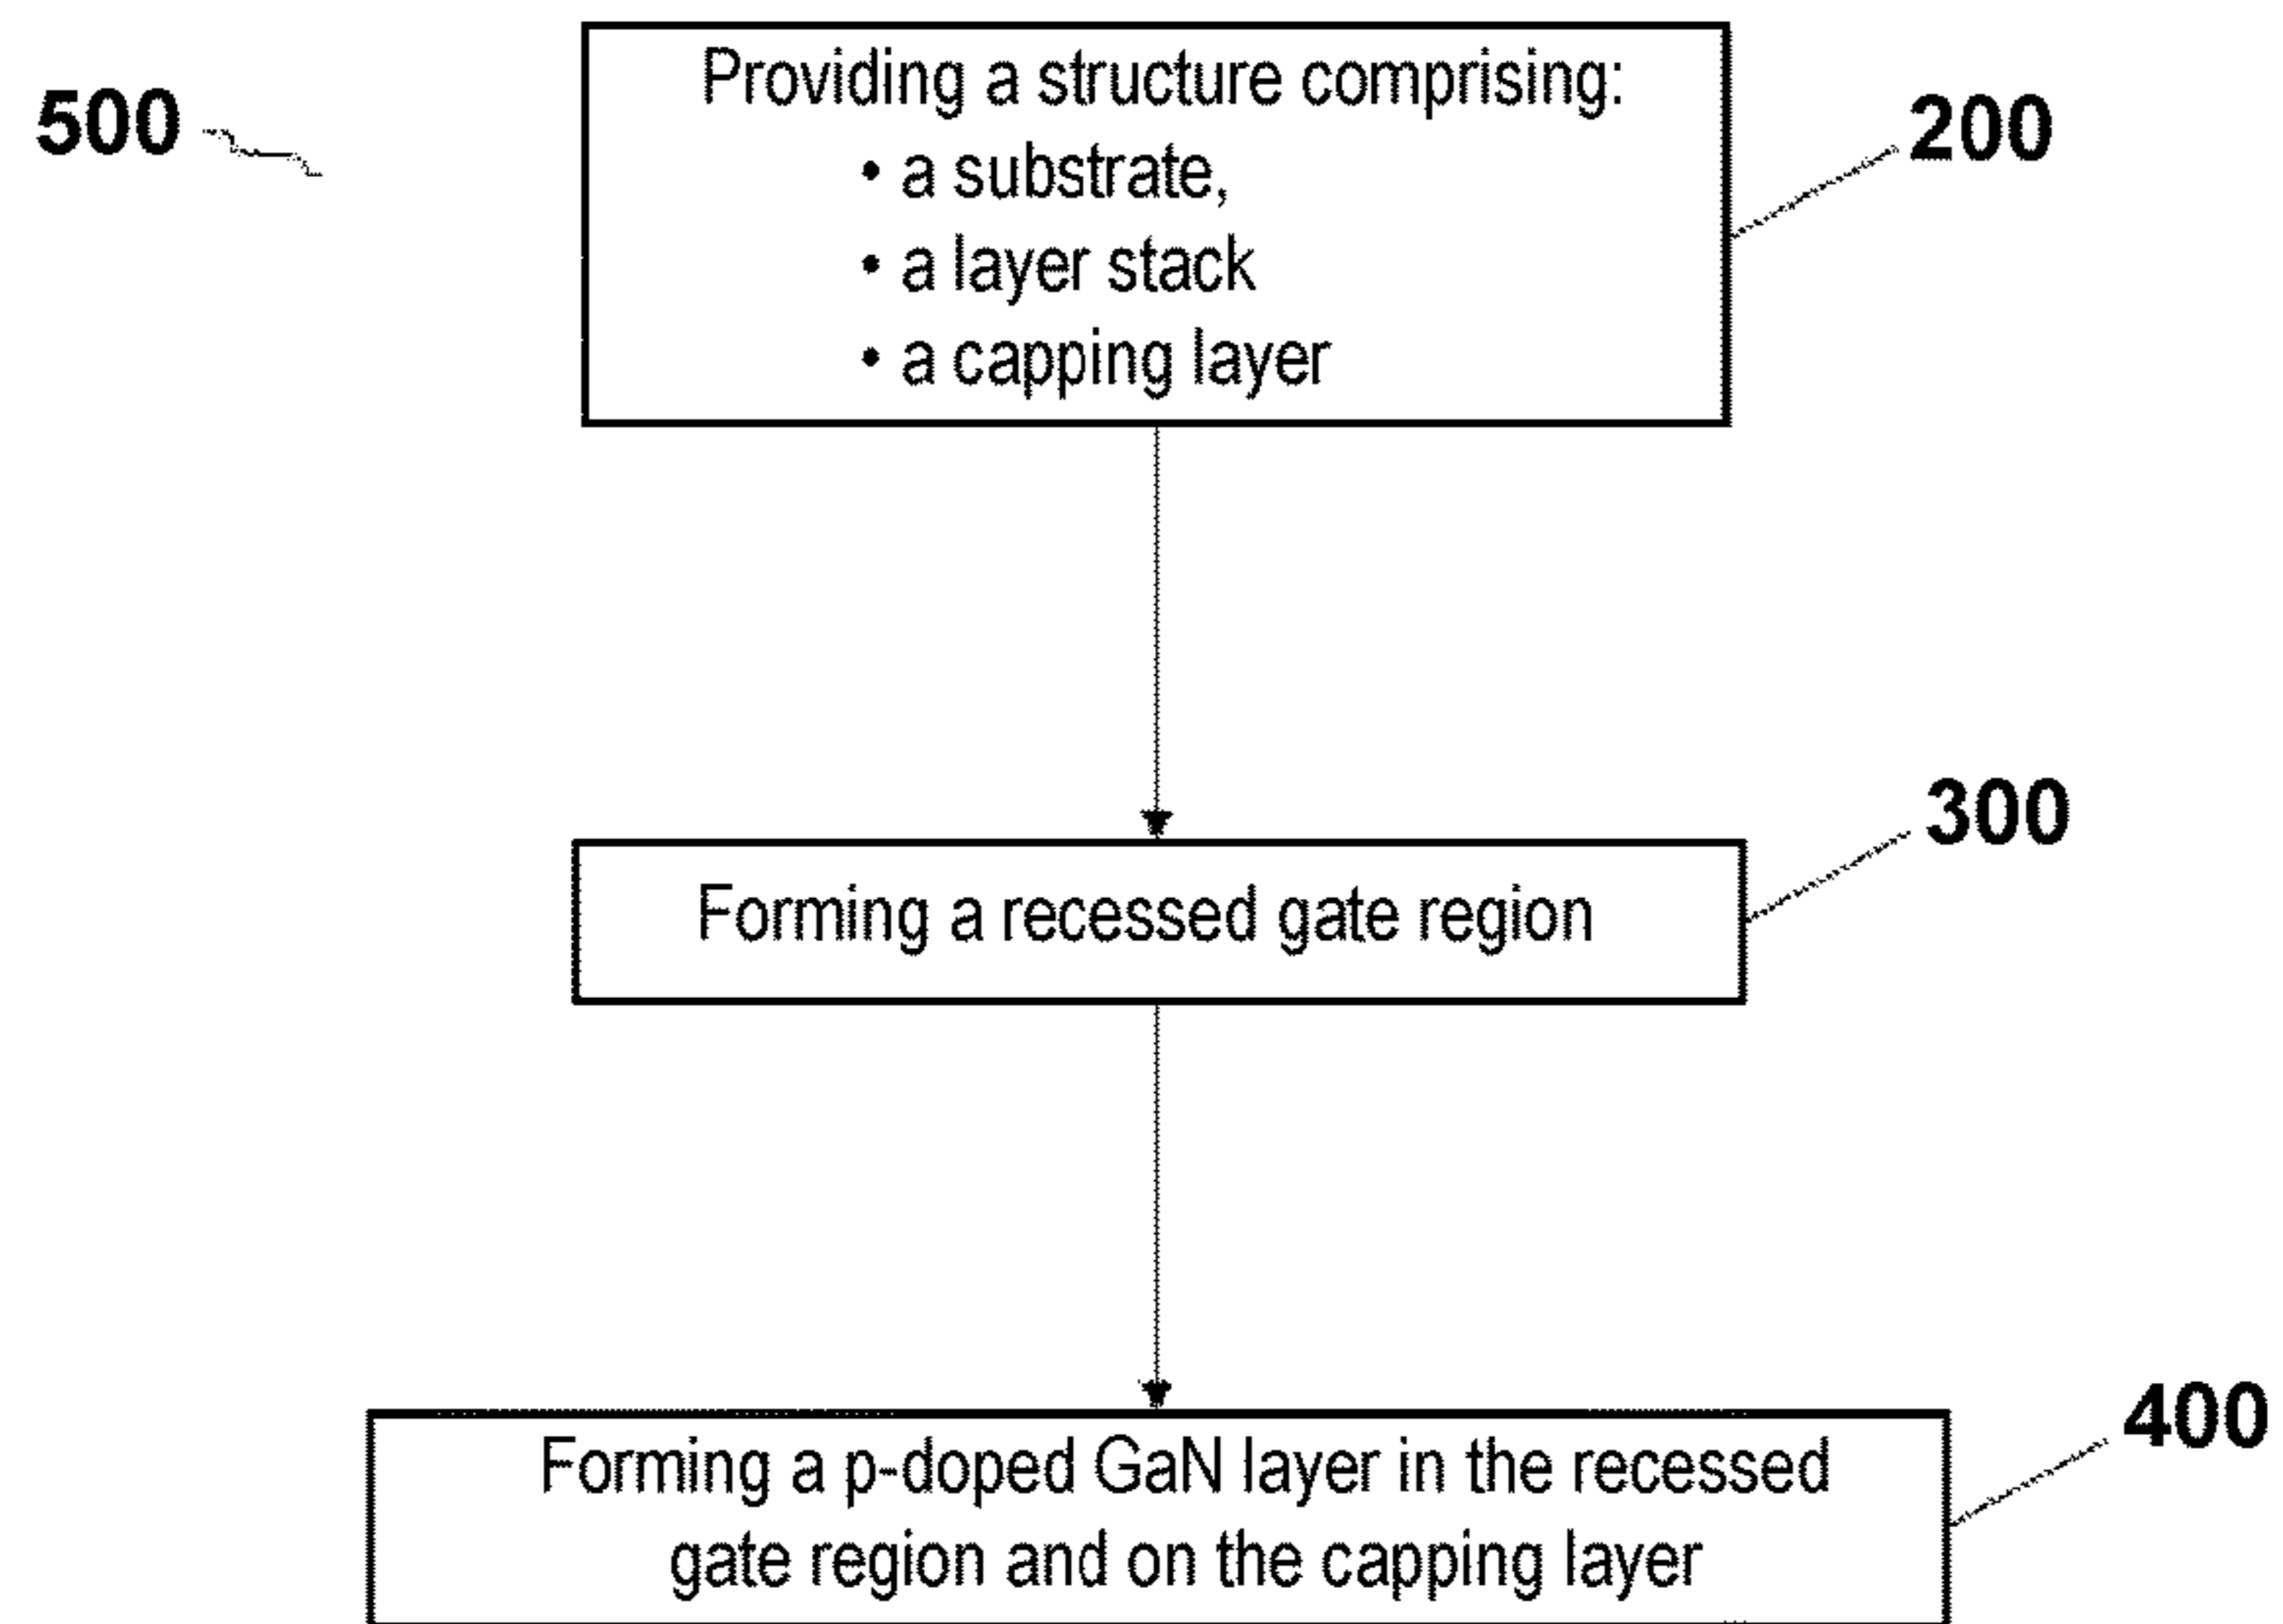 500
Providing a structure comprising:
• a substrate,
• a layer stack
• a capping layer
200
Forming a recessed gate region
300
Forming a p-doped GaN layer in the recessed
gate region and on the capping layer
400